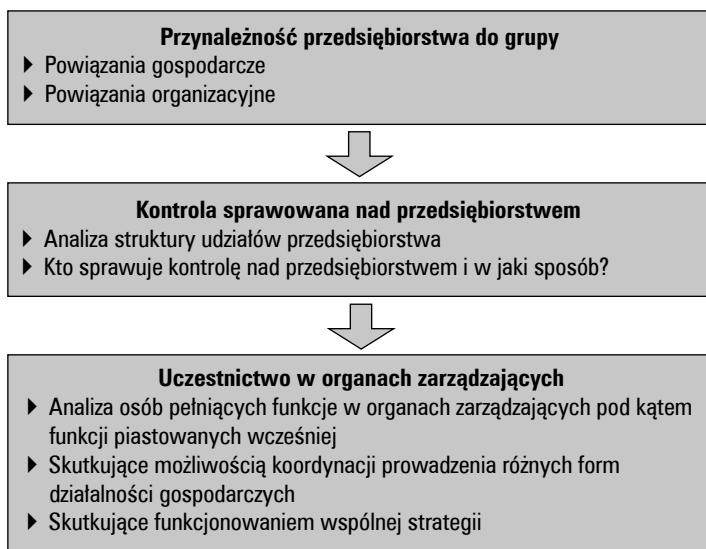 Przynależność przedsiębiorstwa do grupy
Powiązania gospodarcze
Powiązania organizacyjne
Kontrola sprawowana nad przedsiębiorstwem
Analiza struktury udziałów przedsiębiorstwa
Kto sprawuje kontrolę nad przedsiębiorstwem i w jaki sposób?
Uczestnictwo w organach zarządzających
Analiza osób pełniących funkcje w organach zarządzających pod kątem
funkcji piastowanych wcześniej
Skutkujące możliwością koordynacji prowadzenia różnych form
działalności gospodarczych
Skutkujące funkcjonowaniem wspólnej strategii